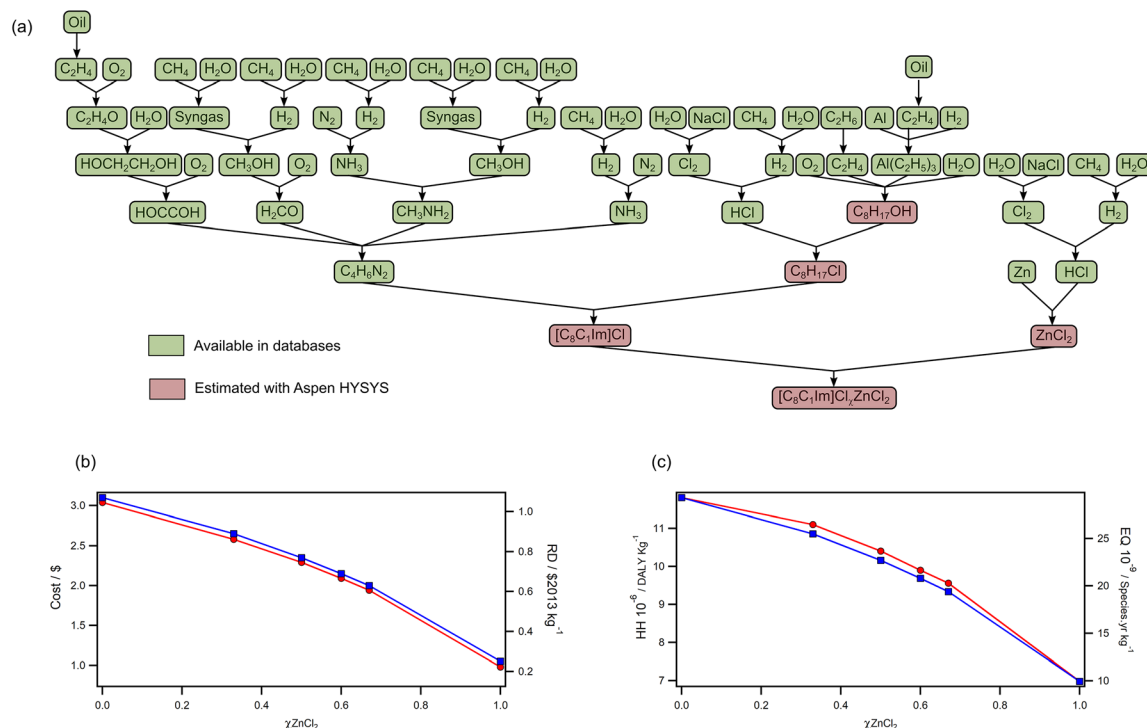 (a)
Oil
C₂H₄ O₂ CH₄ H₂O CH₄ H₂O CH₄ H₂O CH₄ H₂O CH₄ H₂O Oil
C₂H₄O H₂O Syngas H₂ N₂ H₂ Syngas H₂ CH₄ H₂O H₂O NaCl CH₄ H₂O C₂H₆ Al C₂H₄ H₂
HOCH₂CH₂OH O₂ CH₃OH O₂ NH₃ CH₃OH H₂ N₂ Cl₂ H₂ O₂ C₂H₄ Al(C₂H₅)₃ H₂O H₂O NaCl CH₄ H₂O
HOCCOH H₂CO CH₃NH₂ NH₃ HCl C₈H₁₇OH Cl₂ H₂
C₄H₆N₂ C₈H₁₇Cl Zn HCl
[C₈C₁Im]Cl ZnCl₂
Available in databases
Estimated with Aspen HYSYS
[C₈C₁Im]ClᵪZnCl₂
(b)
Cost / $
3.0
2.5
2.0
1.5
1.0
1.0
0.8
0.6
0.4
0.2
RD / $2013 kg⁻¹
0.0 0.2 0.4 0.6 0.8 1.0
χZnCl₂
(c)
HH 10⁻⁶ / DALY Kg⁻¹
11
10
9
8
7
25
20
15
10
EQ 10⁻⁹ / Species.yr kg⁻¹
0.0 0.2 0.4 0.6 0.8 1.0
χZnCl₂